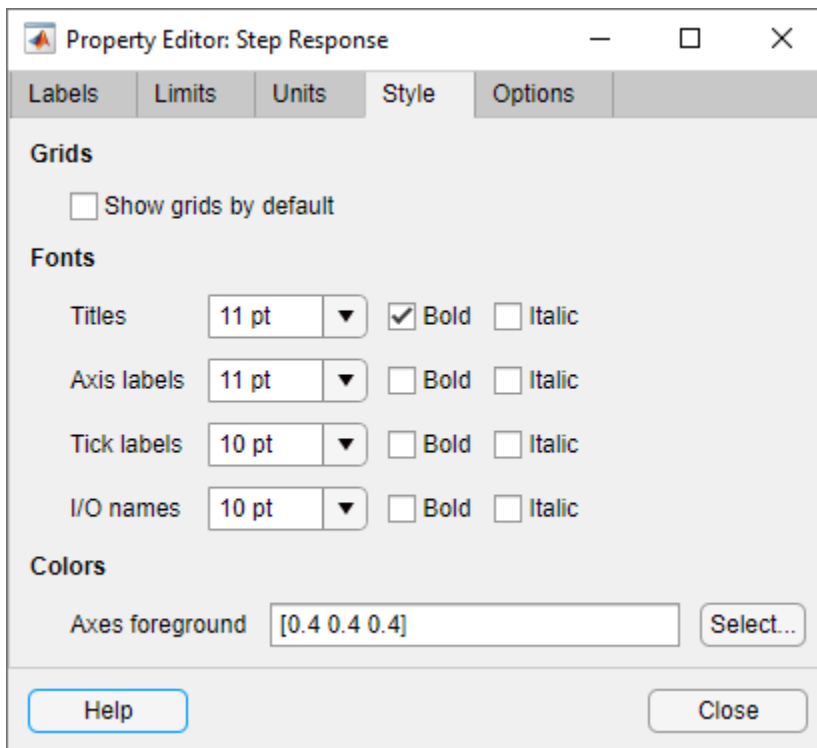 Property Editor: Step Response
Labels Limits Units Style Options
Grids
Show grids by default
Fonts
Titles 11 pt Bold Italic
Axis labels 11 pt Bold Italic
Tick labels 10 pt Bold Italic
I/O names 10 pt Bold Italic
Colors
Axes foreground [0.4 0.4 0.4] Select...
Help Close